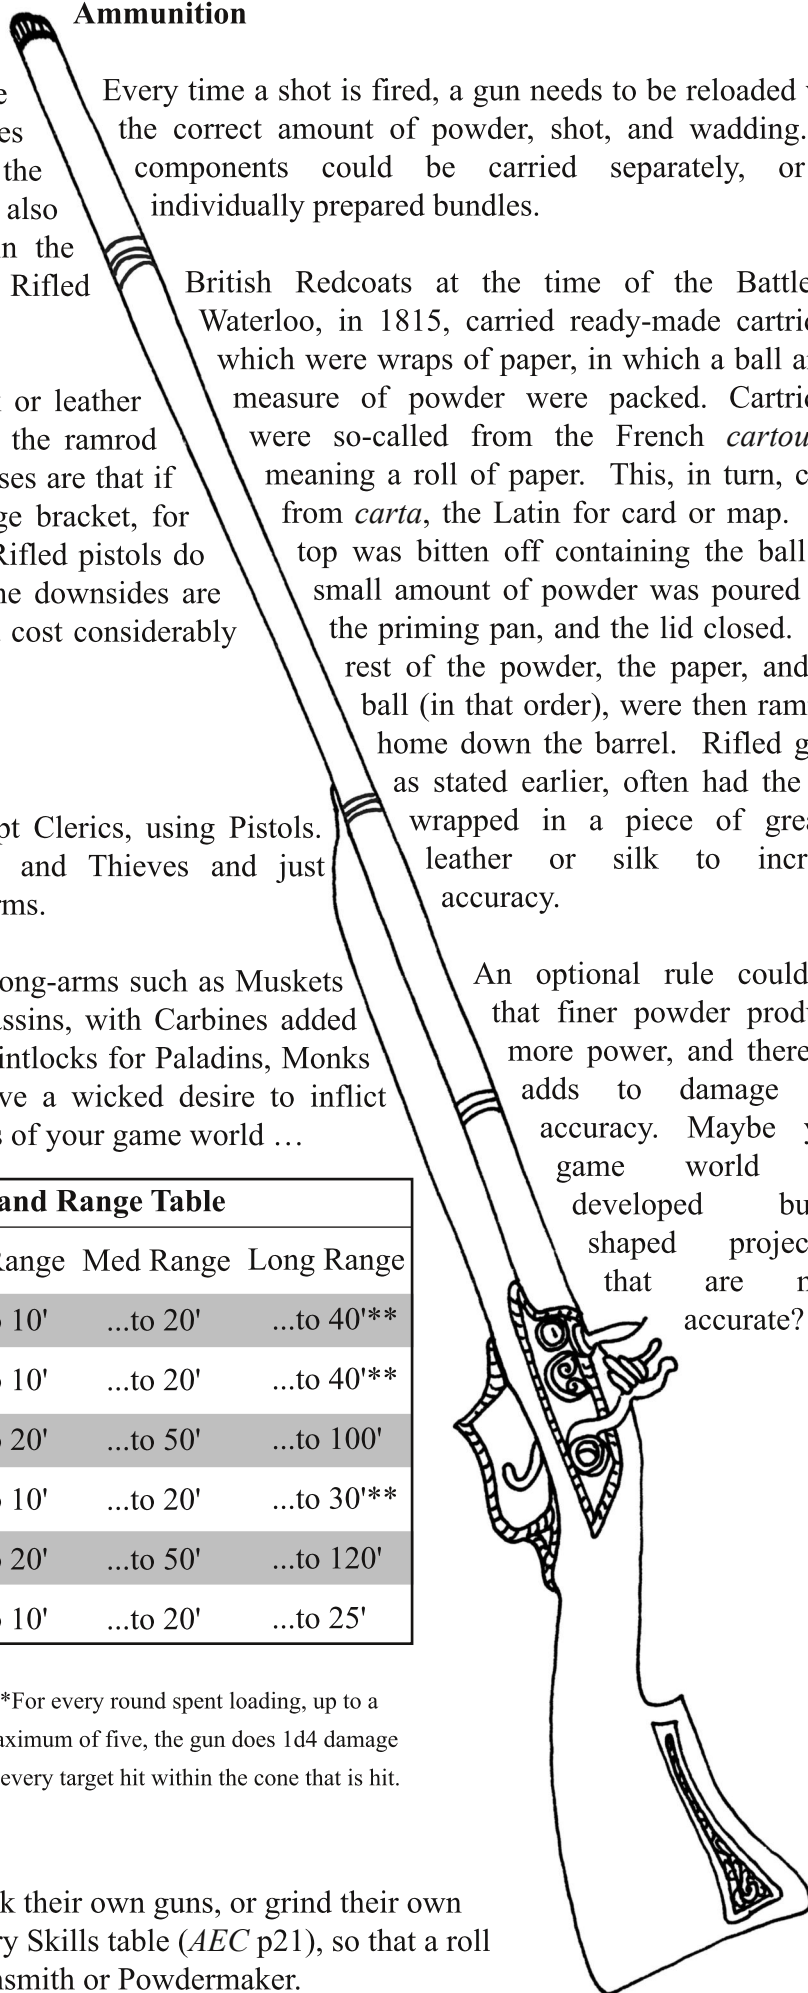 e
es
the
also
n the
Rifled
or leather
the ramrod
ses are that if
ge bracket, for
Rifled pistols do
ne downsides are
cost considerably
pt Clerics, using Pistols.
and Thieves and just
rms.
ong-arms such as Muskets
assins, with Carbines added
intlocks for Paladins, Monks
ve a wicked desire to inflict
s of your game world …
and Range Table
Range Med Range Long Range
10' ...to 20' ...to 40'**
10' ...to 20' ...to 40'**
20' ...to 50' ...to 100'
10' ...to 20' ...to 30'**
20' ...to 50' ...to 120'
10' ...to 20' ...to 25'
*For every round spent loading, up to a
aximum of five, the gun does 1d4 damage
every target hit within the cone that is hit.
k their own guns, or grind their own
ry Skills table (AEC p21), so that a roll
nsmith or Powdermaker.
Ammunition
Every time a shot is fired, a gun needs to be reloaded
the correct amount of powder, shot, and wadding.
components could be carried separately, or
individually prepared bundles.
British Redcoats at the time of the Battle
Waterloo, in 1815, carried ready-made cartri
which were wraps of paper, in which a ball a
measure of powder were packed. Cartri
were so-called from the French cartou
meaning a roll of paper. This, in turn, c
from carta, the Latin for card or map.
top was bitten off containing the ball
small amount of powder was poured
the priming pan, and the lid closed.
rest of the powder, the paper, and
ball (in that order), were then ram
home down the barrel. Rifled g
as stated earlier, often had the
wrapped in a piece of grea
leather or silk to incr
accuracy.
An optional rule could
that finer powder produ
more power, and there
adds to damage
accuracy. Maybe y
game world
developed bu
shaped projec
that are m
accurate?